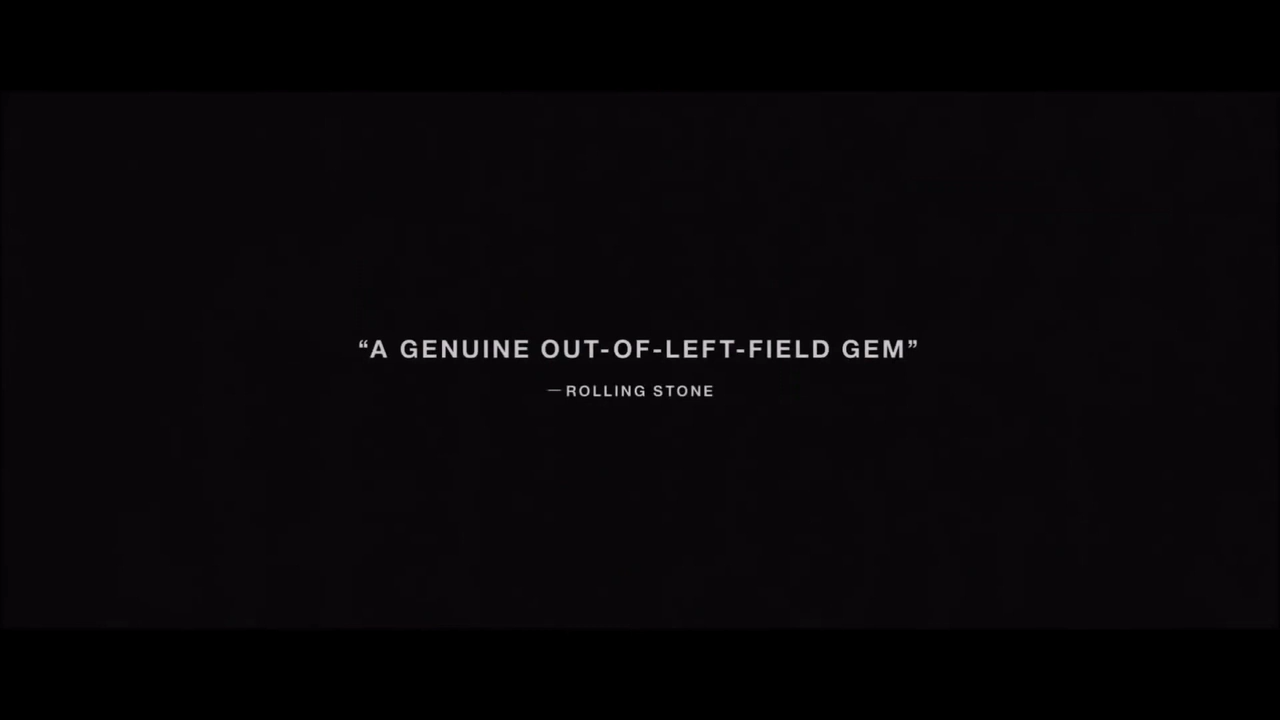 “A GENUINE OUT-OF-LEFT-FIELD GEM”
—ROLLING STONE